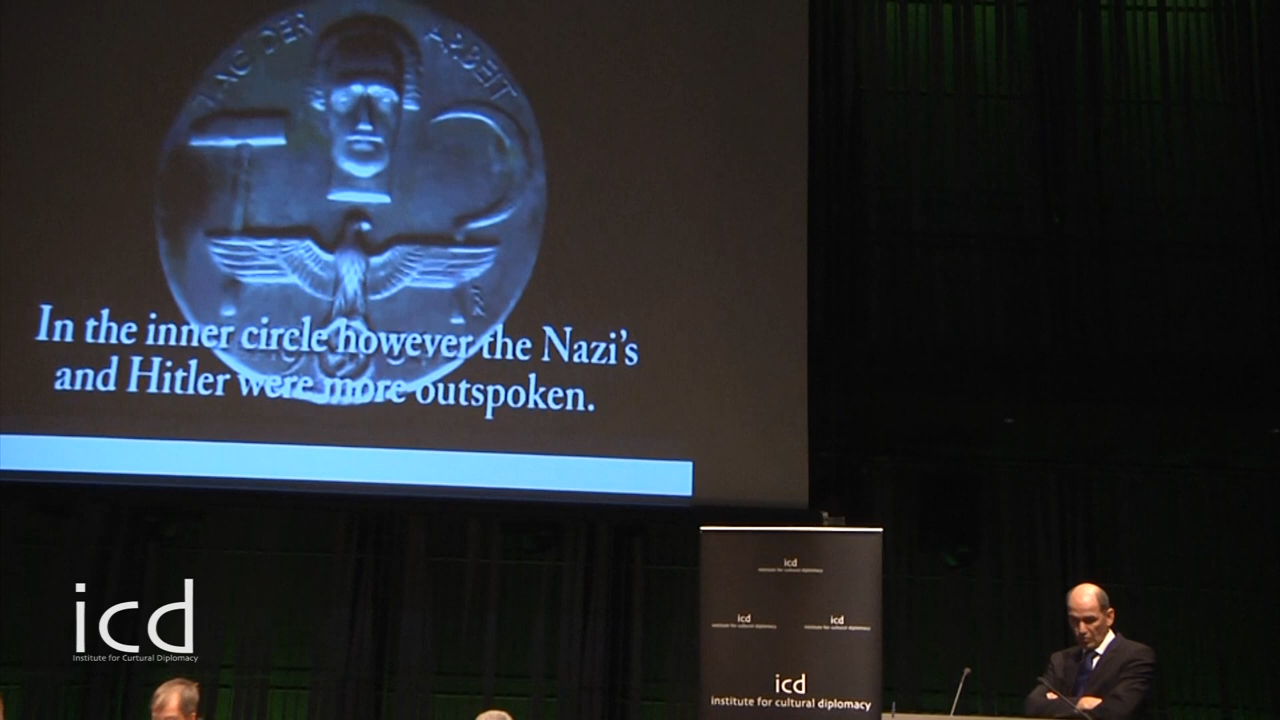 TAG DER ARBEIT
In the inner circle however the Nazi's
and Hitler were more outspoken.
icd
institute for cultural diplomacy
icd
institute for cultural diplomacy
icd
institute for cultural diplomacy
icd
institute for cultural diplomacy
icd
Institute for Curtural Diplomacy